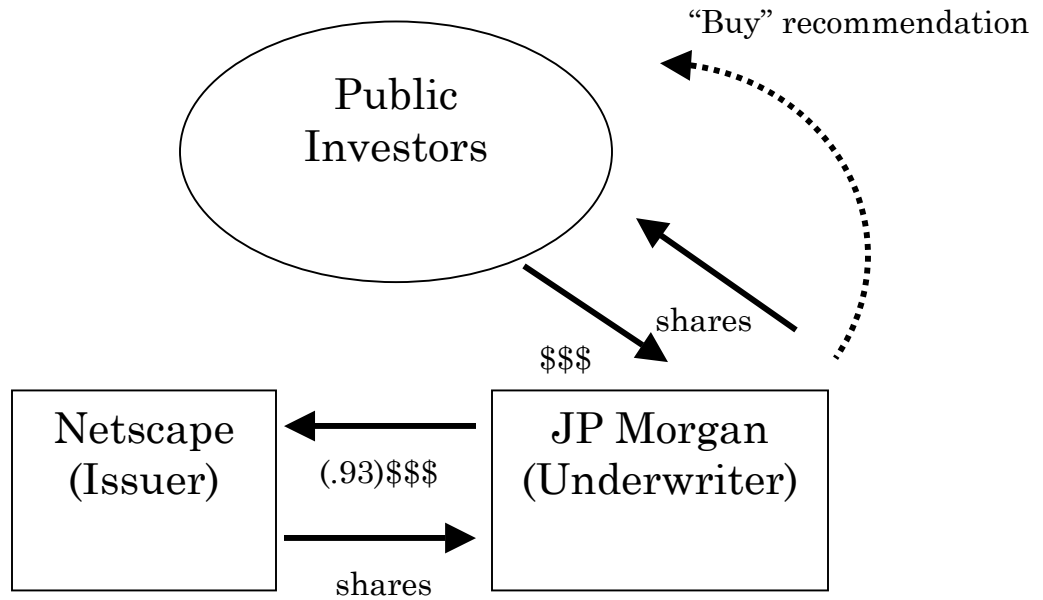 “Buy” recommendation
Public
Investors
shares
$$$
Netscape
(Issuer)
(.93)$$$
shares
JP Morgan
(Underwriter)